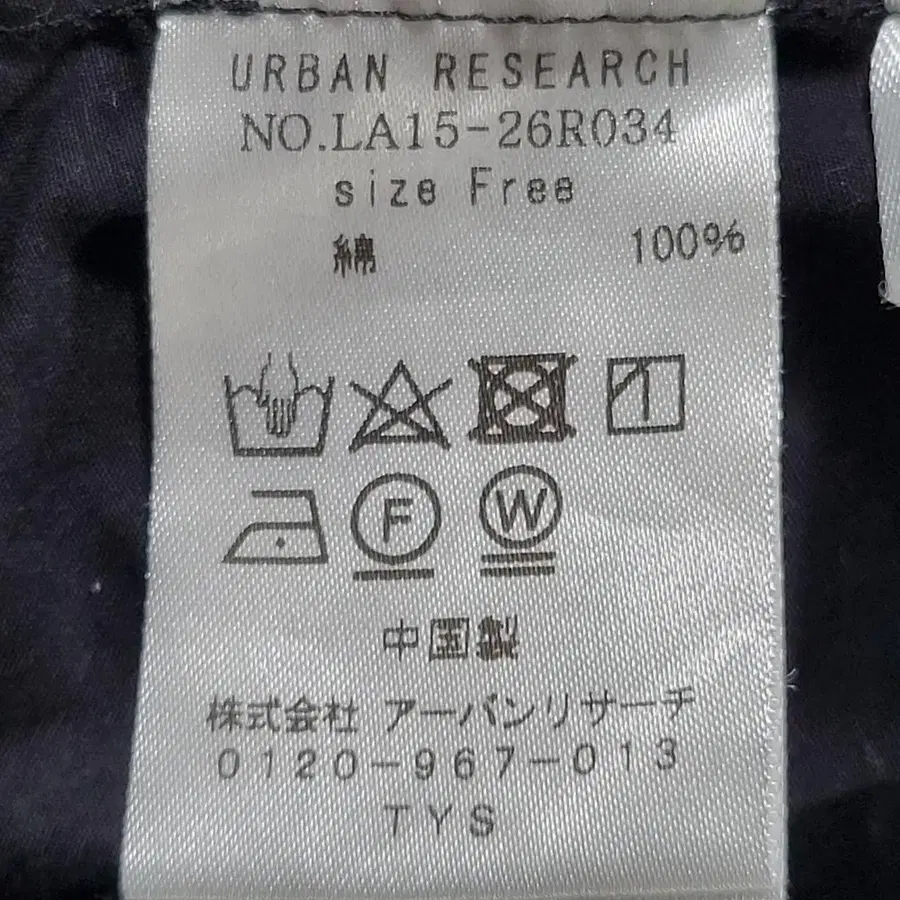 URBAN RESEARCH
NO.LA15-26R034
size Free
綿 100%
F W
中国製
株式会社 アーバンリサーチ
0120-967-013
TYS